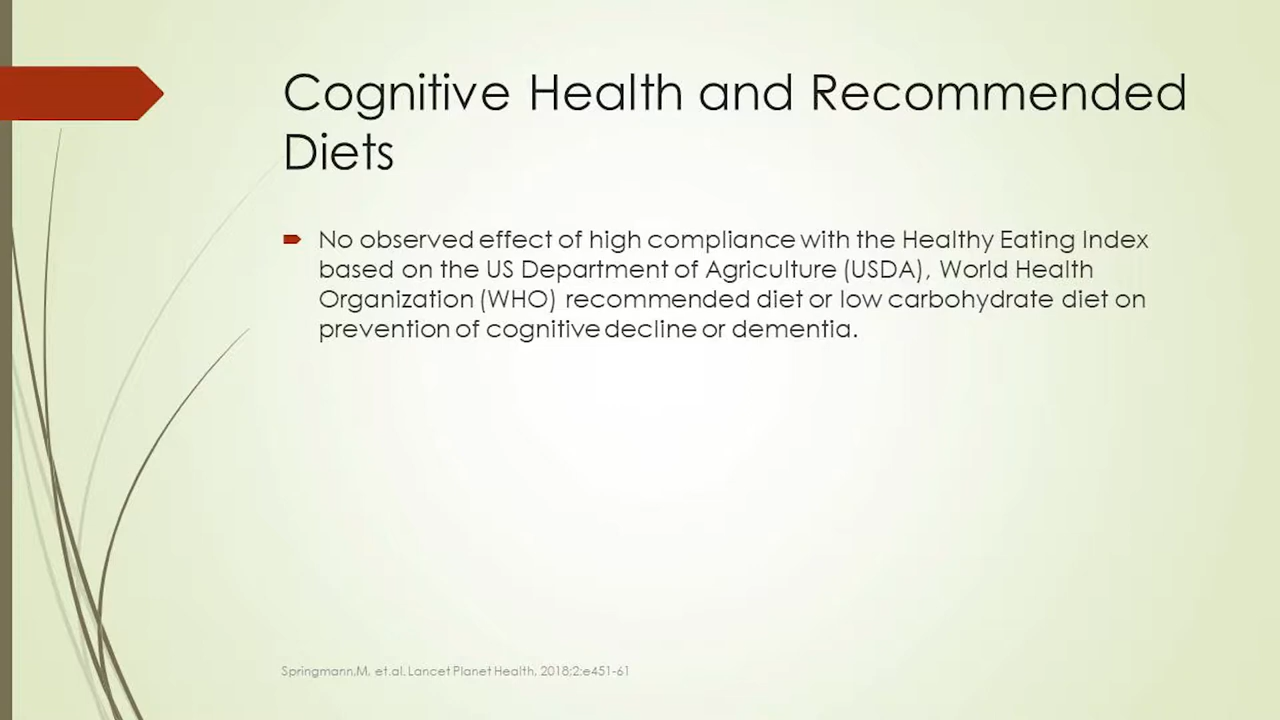 Cognitive Health and Recommended
Diets
No observed effect of high compliance with the Healthy Eating Index
based on the US Department of Agriculture (USDA), World Health
Organization (WHO) recommended diet or low carbohydrate diet on
prevention of cognitive decline or dementia.
Springmann,M, et.al. Lancet Planet Health, 2018;2:e451-61